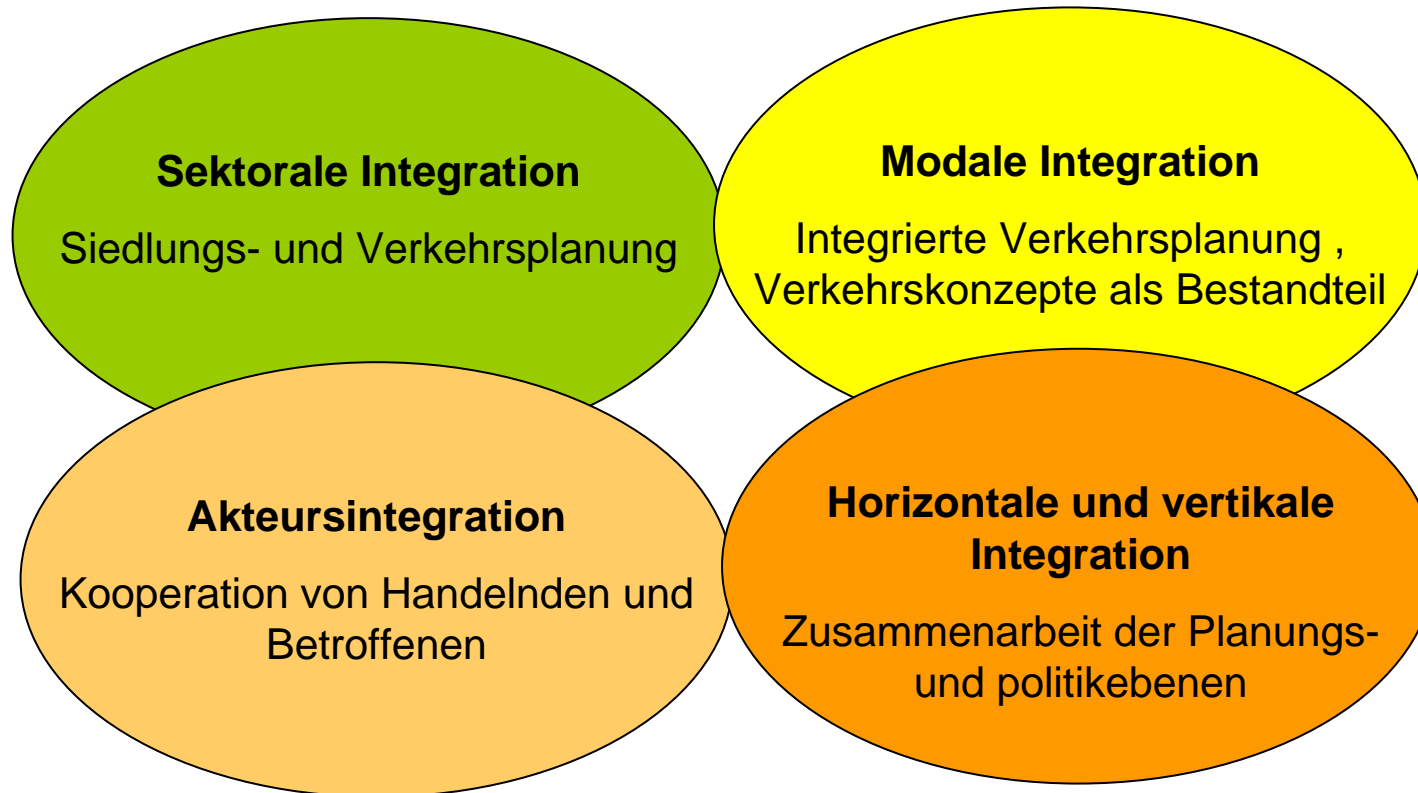 Sektorale Integration
Siedlungs- und Verkehrsplanung
Modale Integration
Integrierte Verkehrsplanung ,
Verkehrskonzepte als Bestandteil
Akteursintegration
Kooperation von Handelnden und
Betroffenen
Horizontale und vertikale
Integration
Zusammenarbeit der Planungs-
und politikebenen